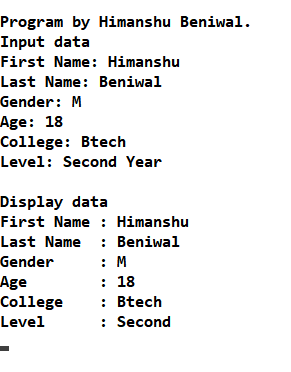 Program by Himanshu Beniwal.
Input data
First Name: Himanshu
Last Name: Beniwal
Gender: M
Age: 18
College: Btech
Level: Second Year

Display data
First Name : Himanshu
Last Name  : Beniwal
Gender     : M
Age        : 18
College    : Btech
Level      : Second